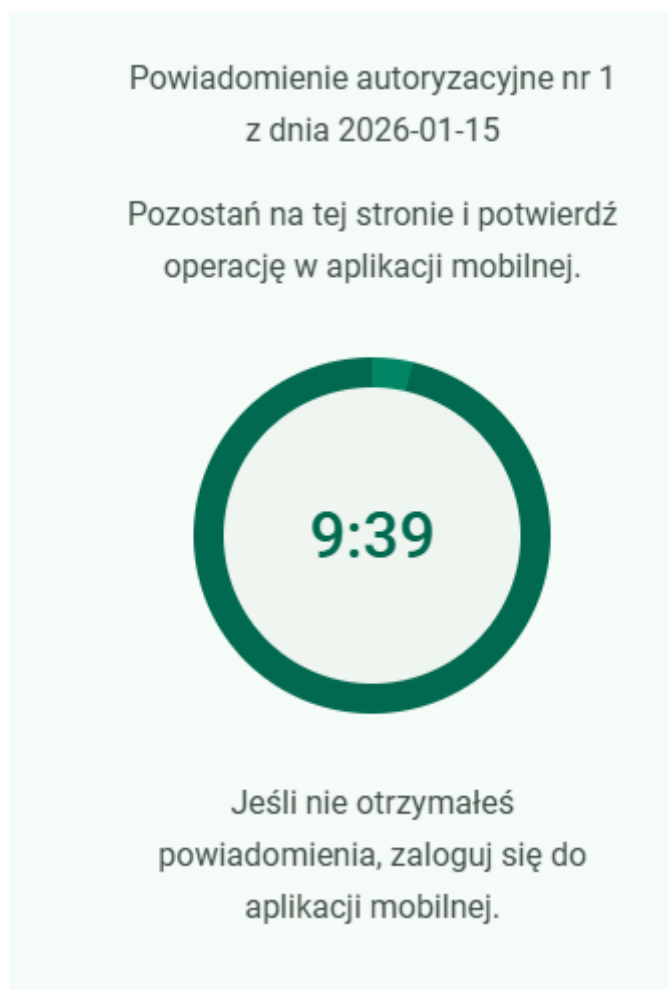 Powiadomienie autoryzacyjne nr 1
z dnia 2026-01-15
Pozostań na tej stronie i potwierdź
operację w aplikacji mobilnej.
9:39
Jeśli nie otrzymałeś
powiadomienia, zaloguj się do
aplikacji mobilnej.